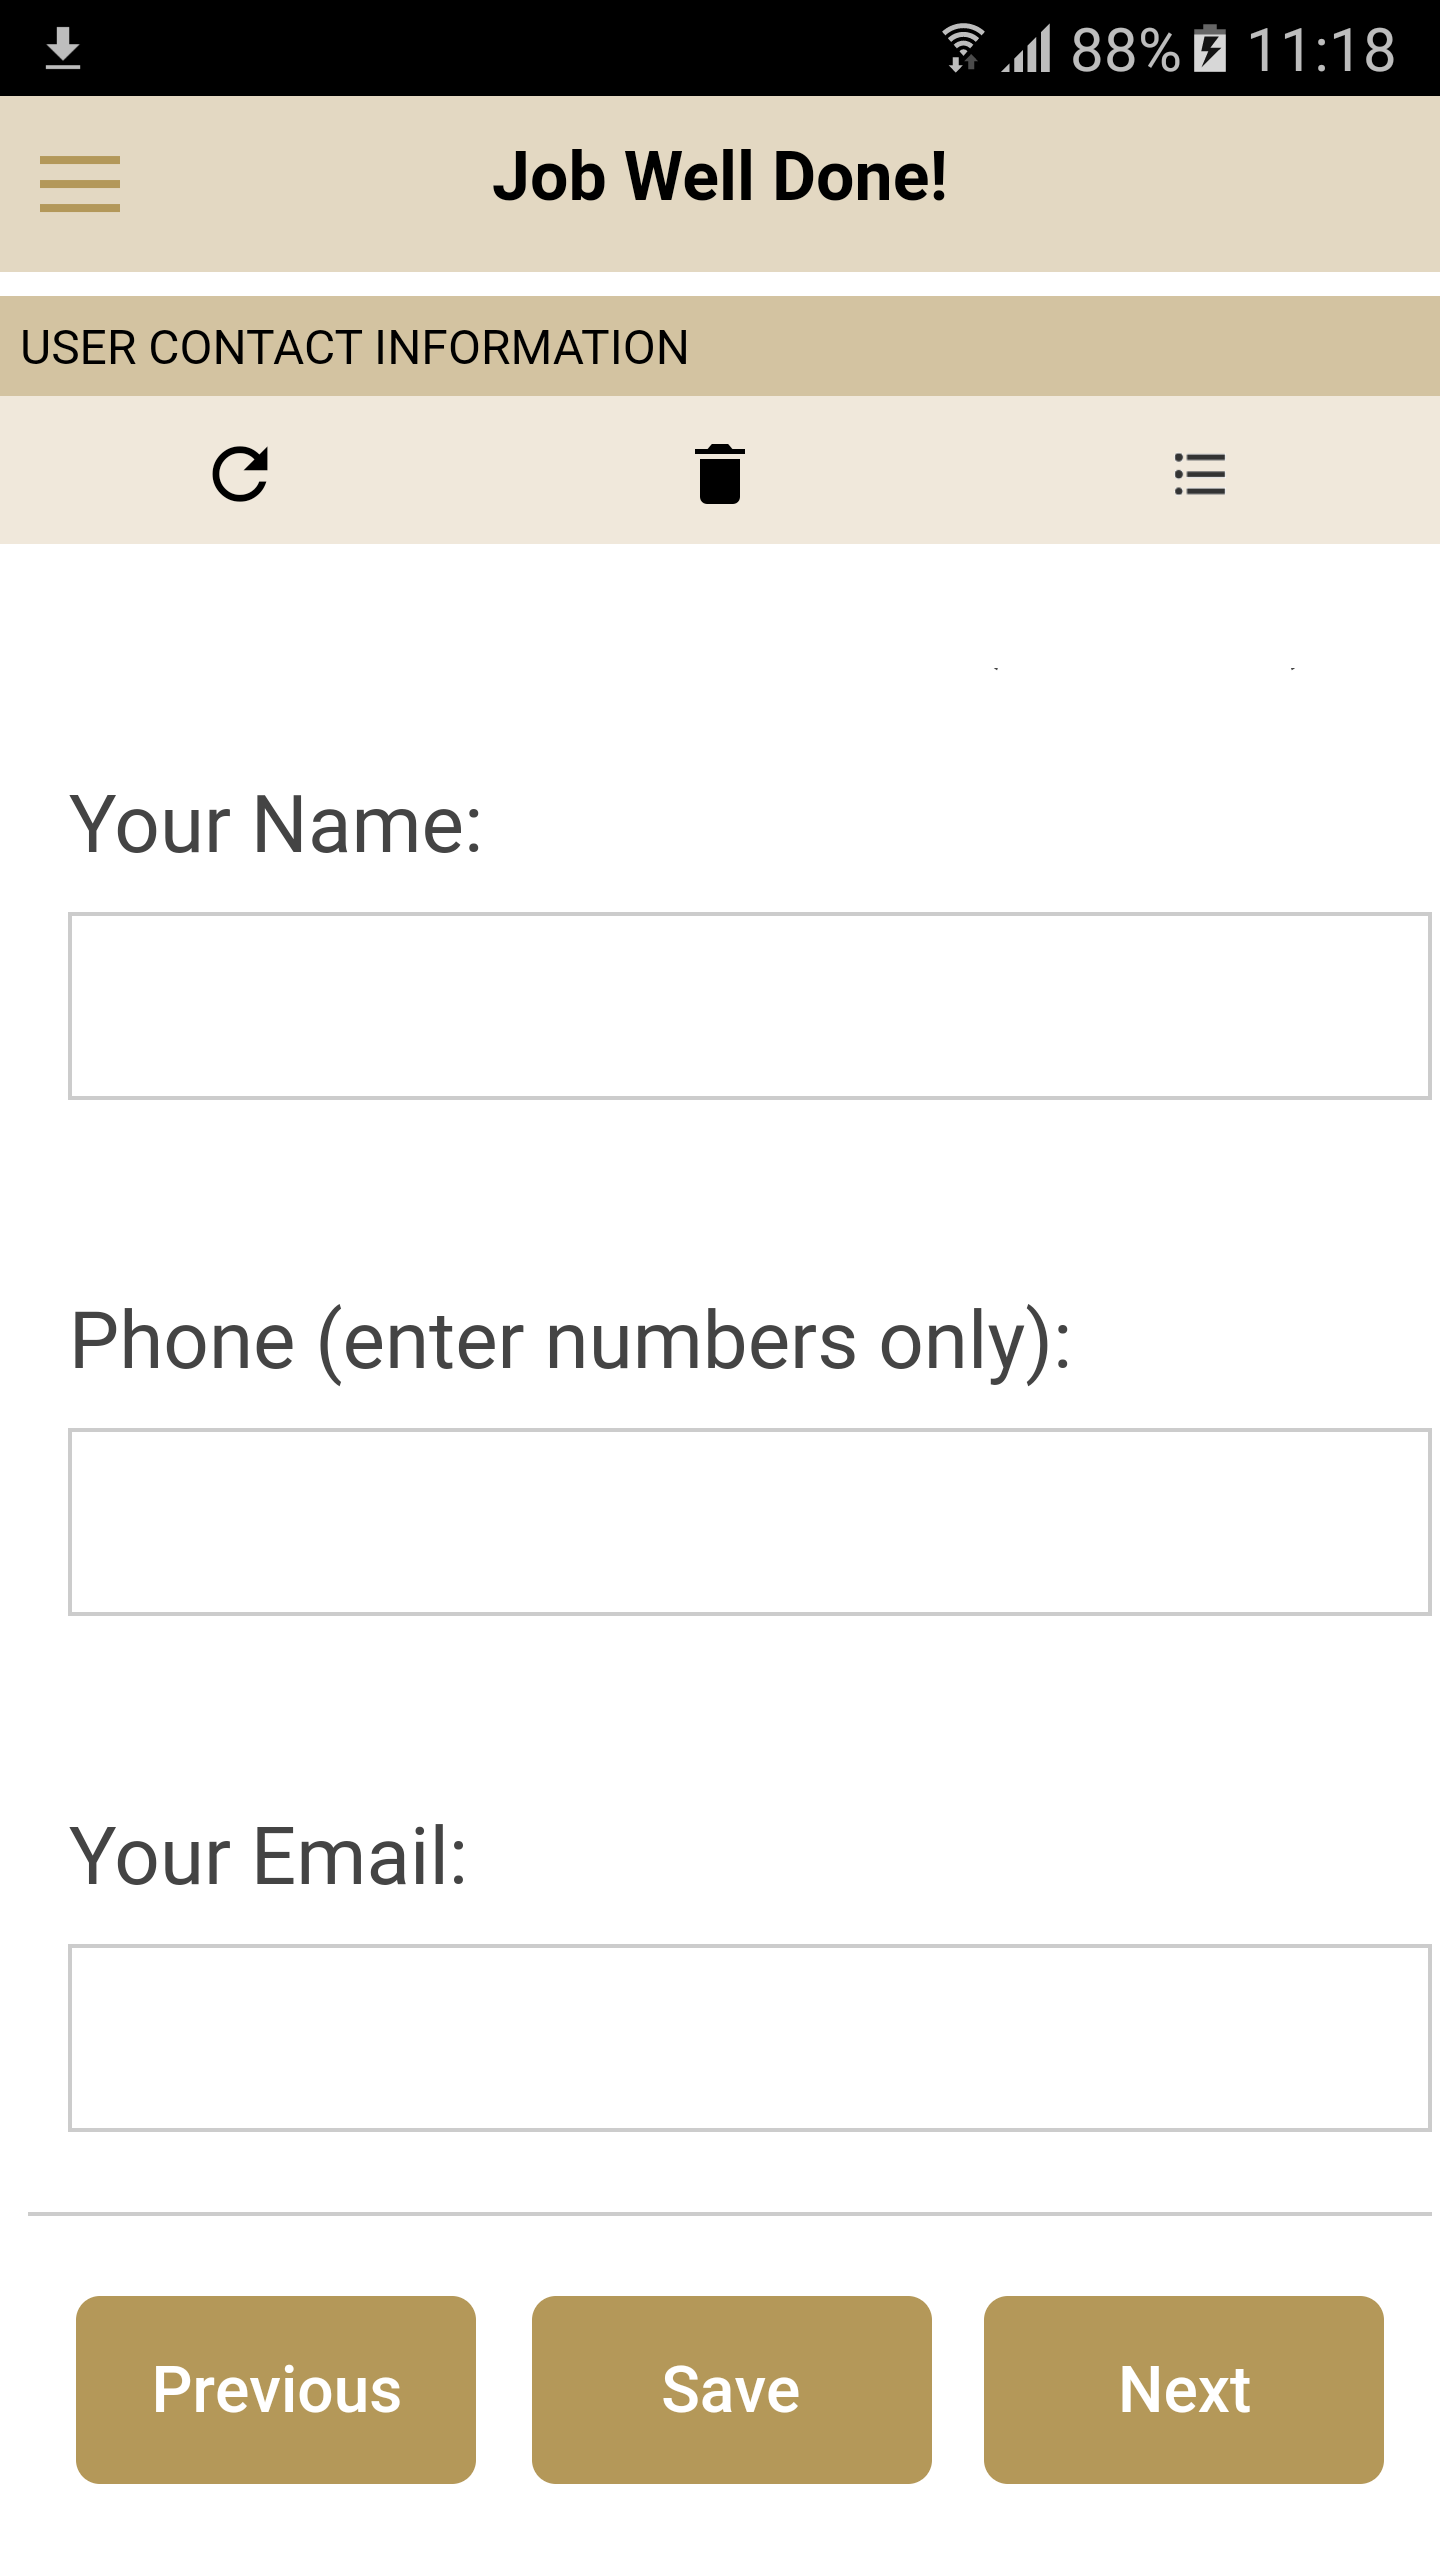 88% 11:18
Job Well Done!
USER CONTACT INFORMATION
Your Name:
Phone (enter numbers only):
Your Email:
Previous Save Next